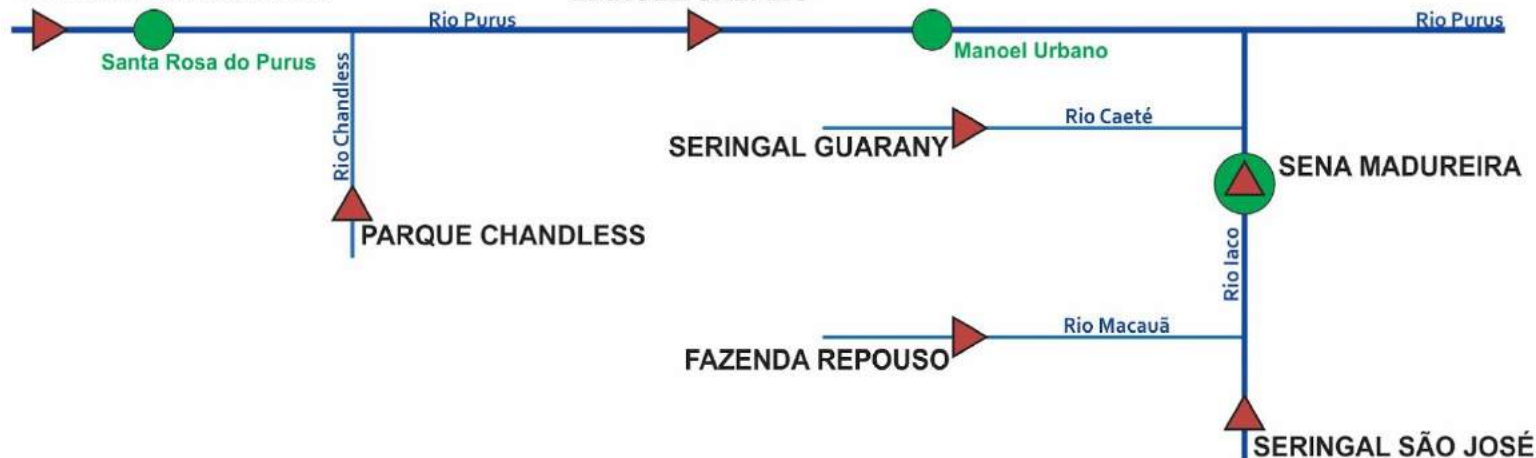 Rio Purus
Rio Purus
Santa Rosa do Purus
Manoel Urbano
Rio Chandless
Rio Caeté
SERINGAL GUARANY
SENA MADUREIRA
PARQUE CHANDLESS
Rio Iaco
Rio Macauã
FAZENDA REPOUSO
SERINGAL SÃO JOSÉ